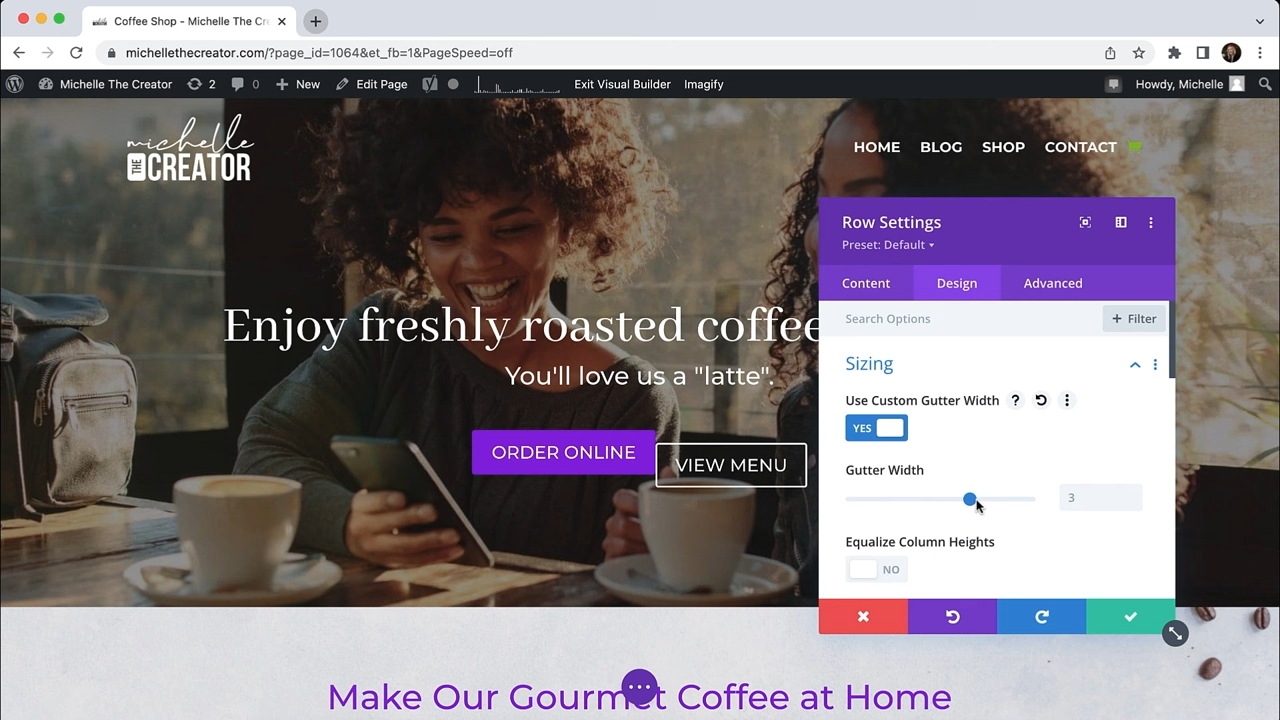 Coffee Shop - Michelle The Cr
michellethecreator.com/?page_id=1064&et_fb=1&PageSpeed=off
Michelle The Creator 2 0 New Edit Page Exit Visual Builder Imagify Howdy, Michelle
michelle
THE CREATOR
HOME BLOG SHOP CONTACT
Enjoy freshly roasted coffee
You'll love us a "latte".
ORDER ONLINE
VIEW MENU
Row Settings
Preset: Default
Content Design Advanced
Search Options + Filter
Sizing
Use Custom Gutter Width ?
YES
Gutter Width
3
Equalize Column Heights
NO
Make Our Gourmet Coffee at Home